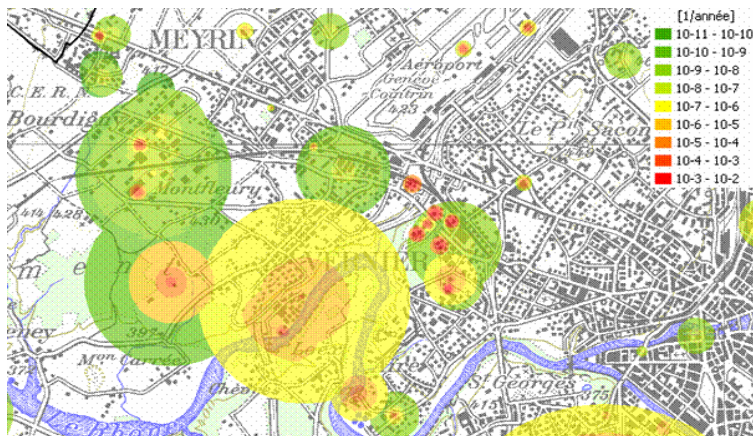 [1/année]
10-11 - 10-10
10-10 - 10-9
10-9 - 10-8
10-8 - 10-7
10-7 - 10-6
10-6 - 10-5
10-5 - 10-4
10-4 - 10-3
10-3 - 10-2
MEYRIN
Aéroport
Genève
Cointrin
423
C.E.R.N
Bourdigny
Le Pt Sacon
Montfleury
414
428
VERNIER
397
Mon Carrée
372
St Georges
375